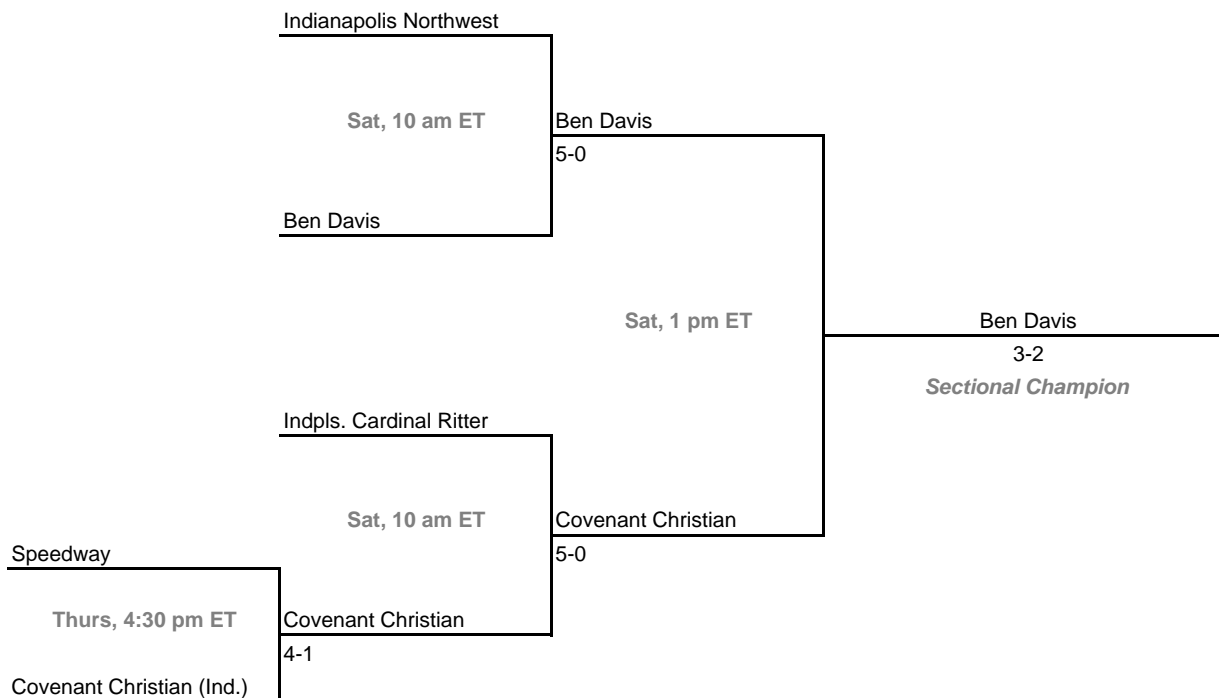 Indianapolis Northwest
Sat, 10 am ET
Ben Davis
5-0
Ben Davis
Sat, 1 pm ET
Ben Davis
3-2
Sectional Champion
Indpls. Cardinal Ritter
Sat, 10 am ET
Covenant Christian
5-0
Speedway
Thurs, 4:30 pm ET
Covenant Christian
4-1
Covenant Christian (Ind.)